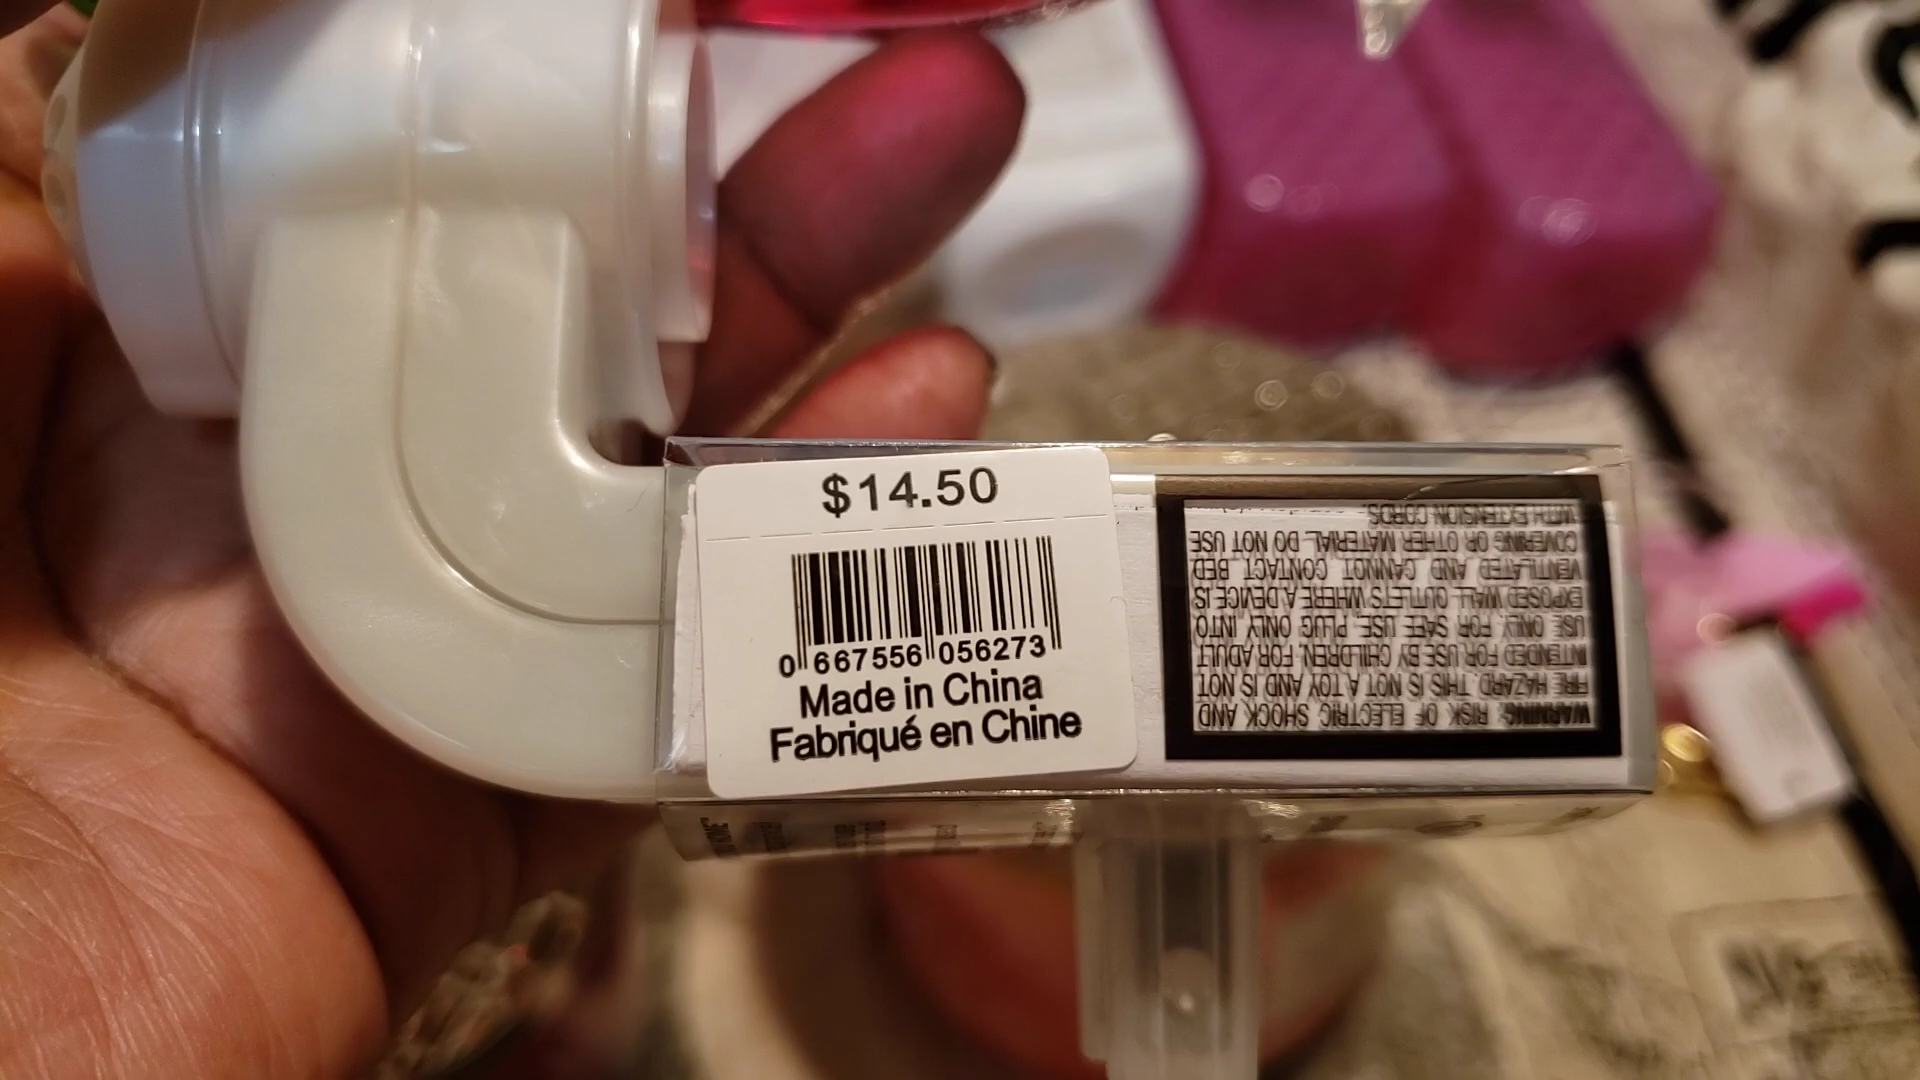 $14.50
0 667556 056273
Made in China
Fabriqué en Chine
WARNING: RISK OF ELECTRIC SHOCK AND
FIRE HAZARD. THIS IS NOT A TOY AND IS NOT
INTENDED FOR USE BY CHILDREN. FOR ADULT
USE ONLY. FOR SAFE USE, PLUG ONLY INTO
EXPOSED WALL OUTLETS WHERE A DEVICE IS
VENTILATED AND CANNOT CONTACT BED
COVERING OR OTHER MATERIAL. DO NOT USE
WITH EXTENSION CORDS.